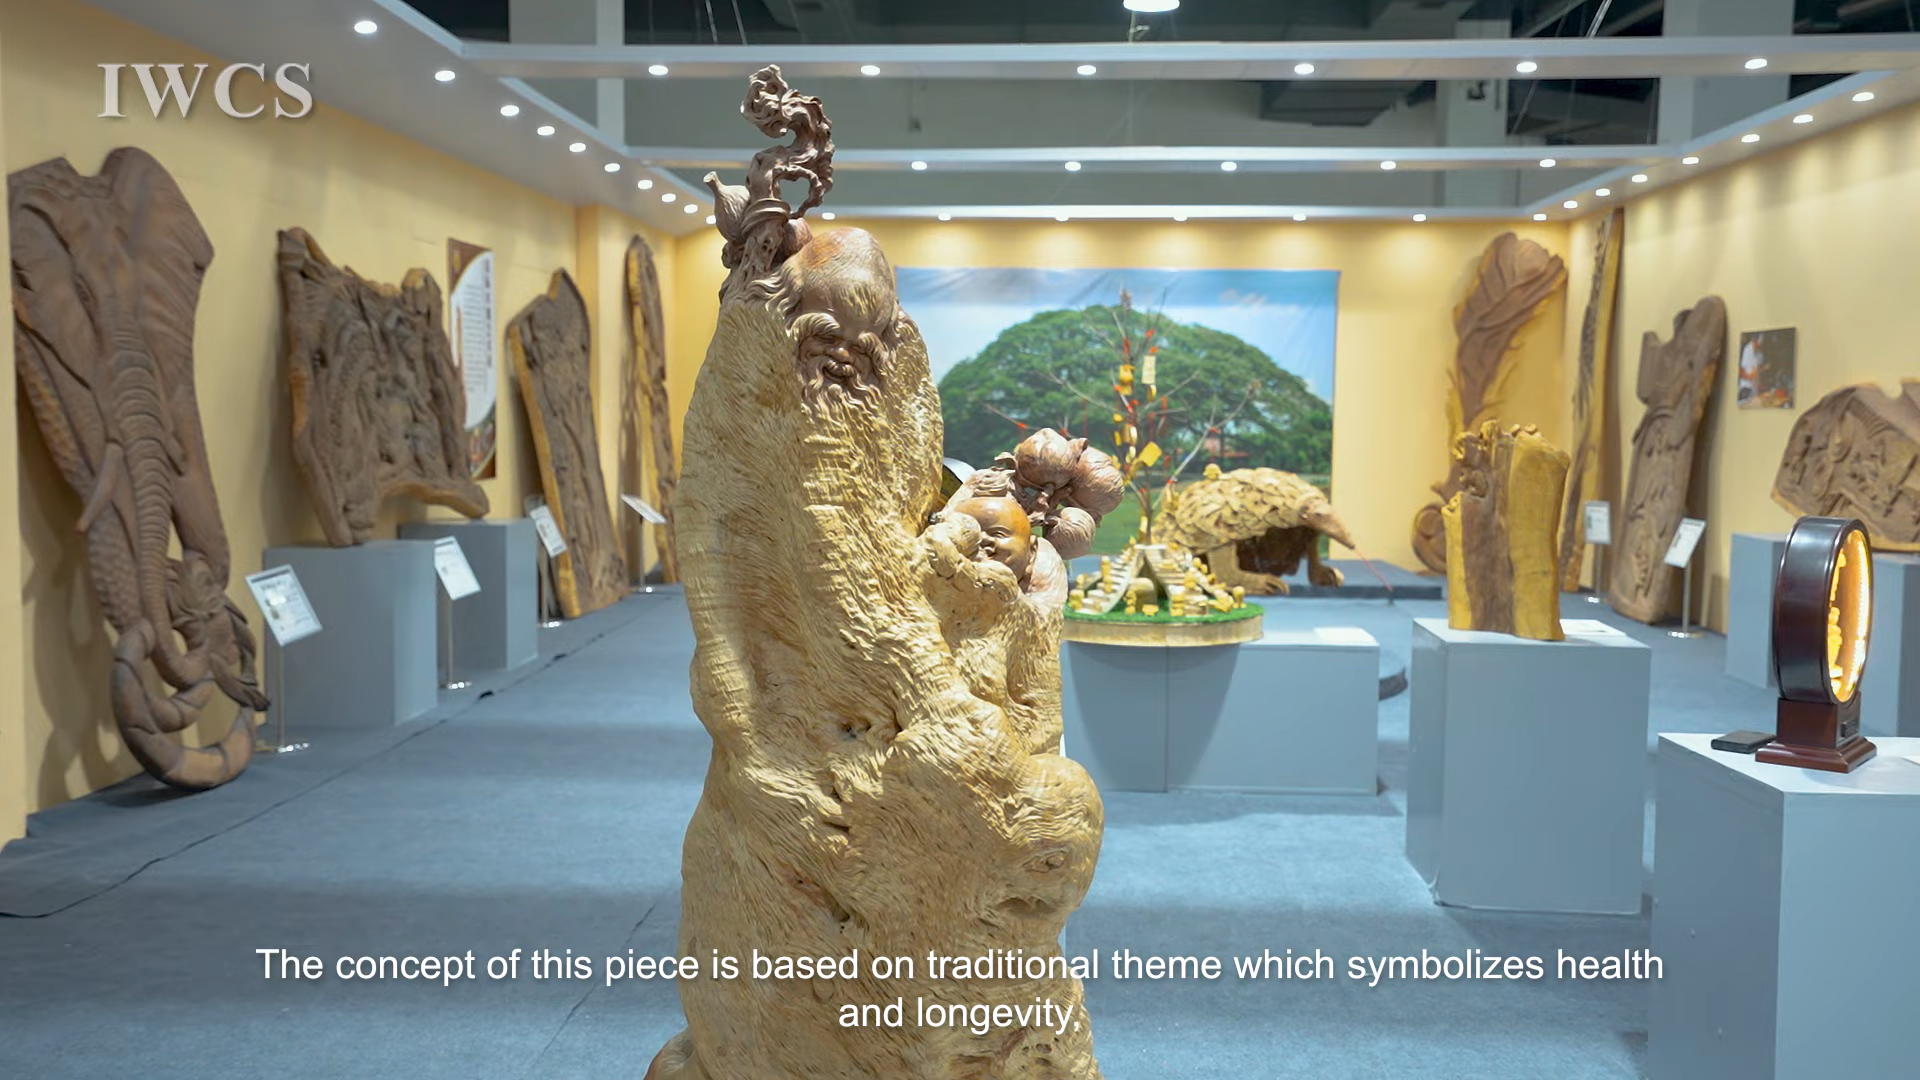 IWCS
The concept of this piece is based on traditional theme which symbolizes health
and longevity,